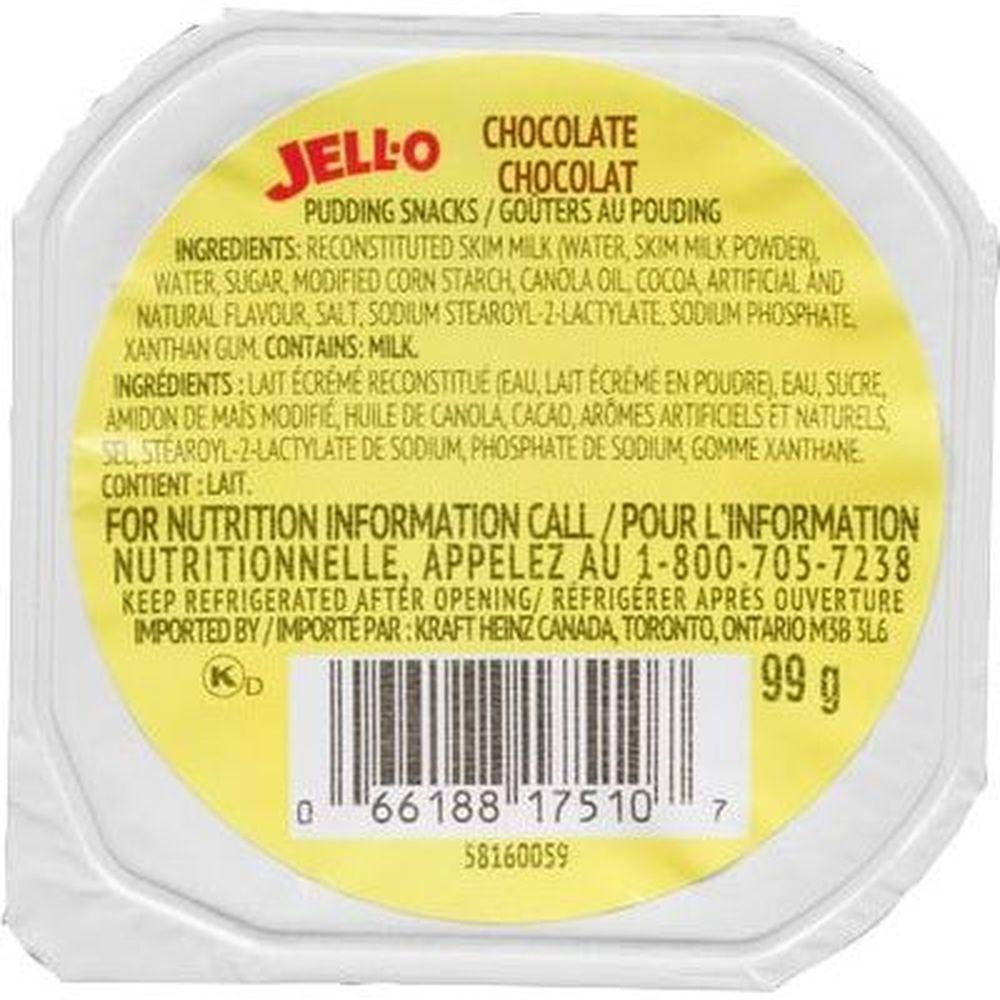 JELL-O CHOCOLATE
CHOCOLAT
PUDDING SNACKS / GOÛTERS AU POUDING
INGREDIENTS: RECONSTITUTED SKIM MILK (WATER, SKIM MILK POWDER),
WATER, SUGAR, MODIFIED CORN STARCH, CANOLA OIL, COCOA, ARTIFICIAL AND
NATURAL FLAVOUR, SALT, SODIUM STEAROYL-2-LACTYLATE, SODIUM PHOSPHATE,
XANTHAN GUM. CONTAINS: MILK.
INGRÉDIENTS : LAIT ÉCRÉMÉ RECONSTITUÉ (EAU, LAIT ÉCRÉMÉ EN POUDRE), EAU, SUCRE,
AMIDON DE MAÏS MODIFIÉ, HUILE DE CANOLA, CACAO, ARÔMES ARTIFICIELS ET NATURELS,
SEL, STÉAROYL-2-LACTYLATE DE SODIUM, PHOSPHATE DE SODIUM, GOMME XANTHANE.
CONTIENT : LAIT.
FOR NUTRITION INFORMATION CALL / POUR L'INFORMATION
NUTRITIONNELLE, APPELEZ AU 1-800-705-7238
KEEP REFRIGERATED AFTER OPENING/ RÉFRIGÉRER APRÈS OUVERTURE
IMPORTED BY / IMPORTÉ PAR : KRAFT HEINZ CANADA, TORONTO, ONTARIO M3B 3L6
K D 99 g
0 66188 17510 7
58160059